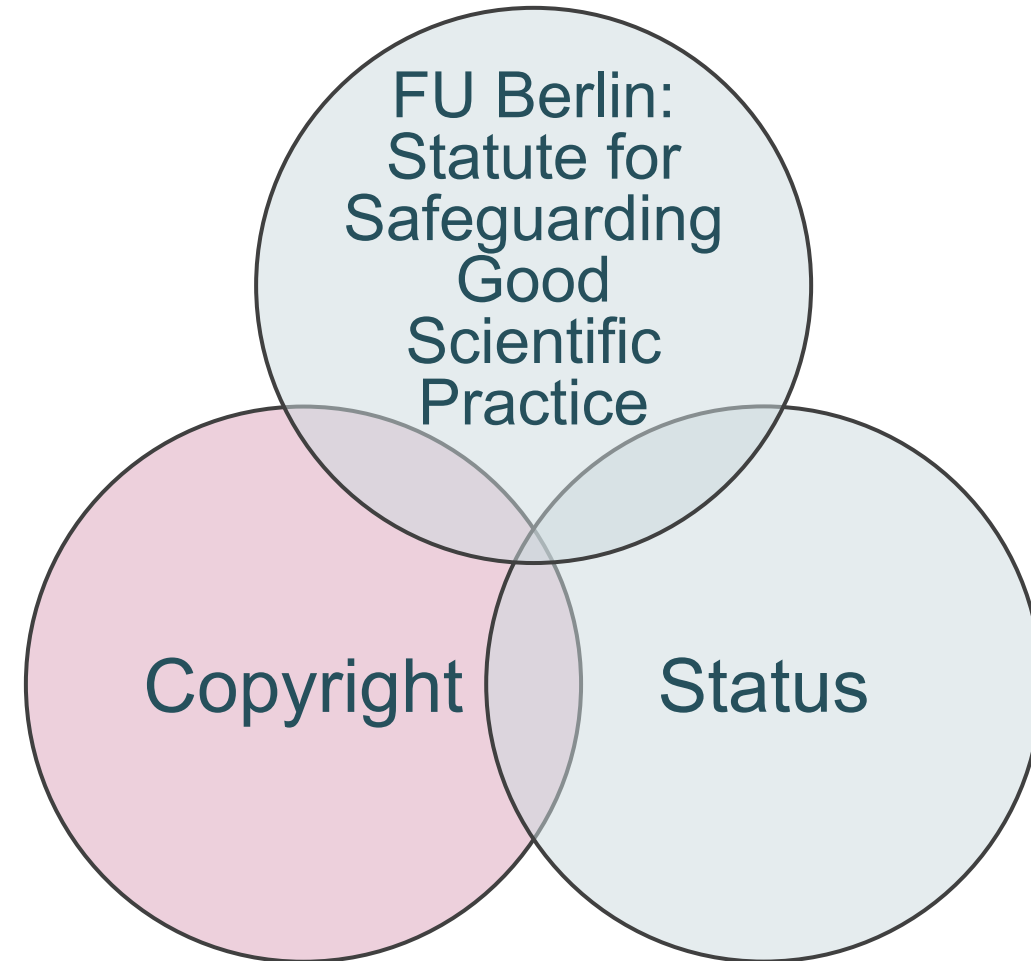 FU Berlin:
Statute for
Safeguarding
Good
Scientific
Practice
Copyright
Status